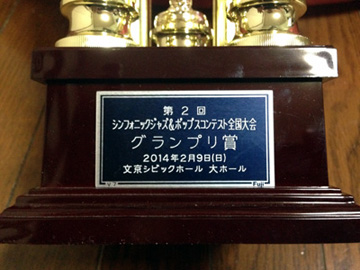 第2回
シンフォニックジャズ&ポップスコンテスト全国大会
グランプリ賞
2014年2月9日(日)
文京シビックホール 大ホール
Fuji